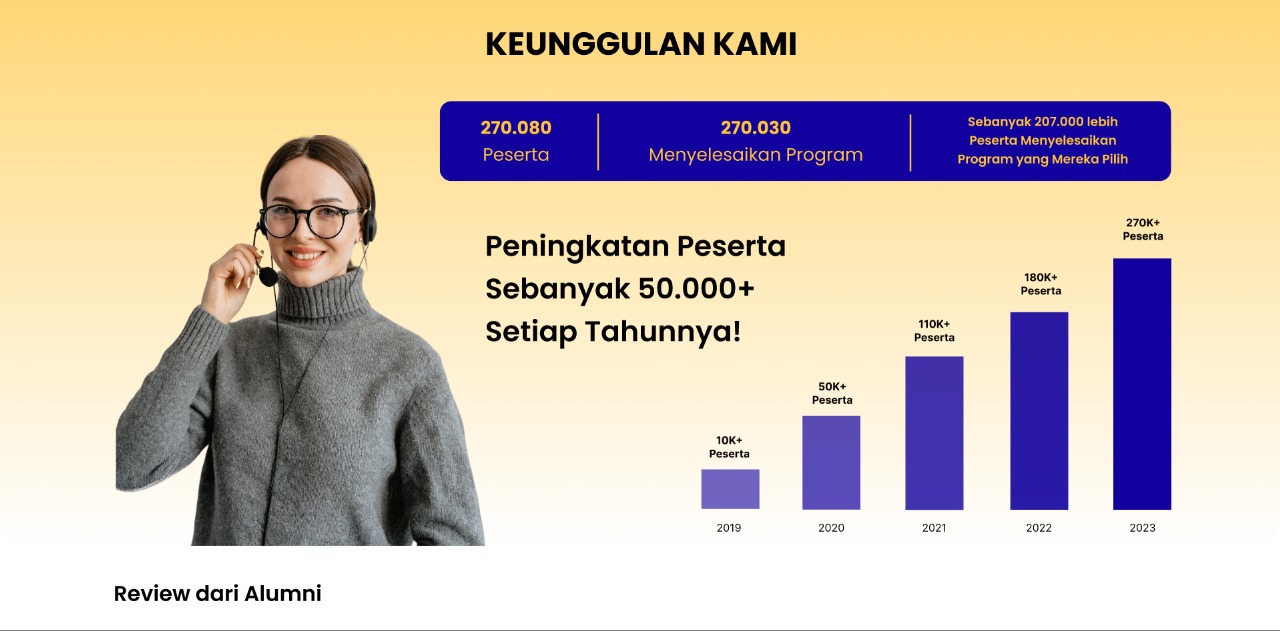 KEUNGGULAN KAMI
270.080
Peserta
270.030
Menyelesaikan Program
Sebanyak 207.000 lebih
Peserta Menyelesaikan
Program yang Mereka Pilih
Peningkatan Peserta
Sebanyak 50.000+
Setiap Tahunnya!
10K+
Peserta
50K+
Peserta
110K+
Peserta
180K+
Peserta
270K+
Peserta
2019
2020
2021
2022
2023
Review dari Alumni